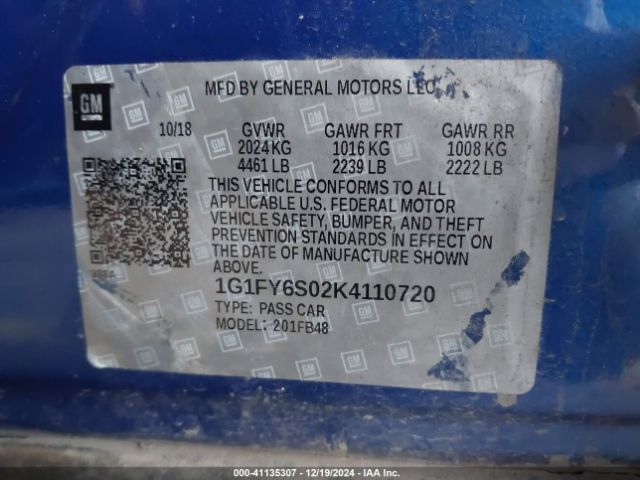 GM
MFD BY GENERAL MOTORS LLC
10/18 GVWR GAWR FRT GAWR RR
2024 KG 1016 KG 1008 KG
4461 LB 2239 LB 2222 LB
THIS VEHICLE CONFORMS TO ALL
APPLICABLE U.S. FEDERAL MOTOR
VEHICLE SAFETY, BUMPER, AND THEFT
PREVENTION STANDARDS IN EFFECT ON
THE DATE OF MANUFACTURE SHOWN
ABOVE.
1G1FY6S02K4110720
TYPE: PASS CAR
MODEL: 201FB48
000-41135307 - 12/19/2024 - IAA Inc.